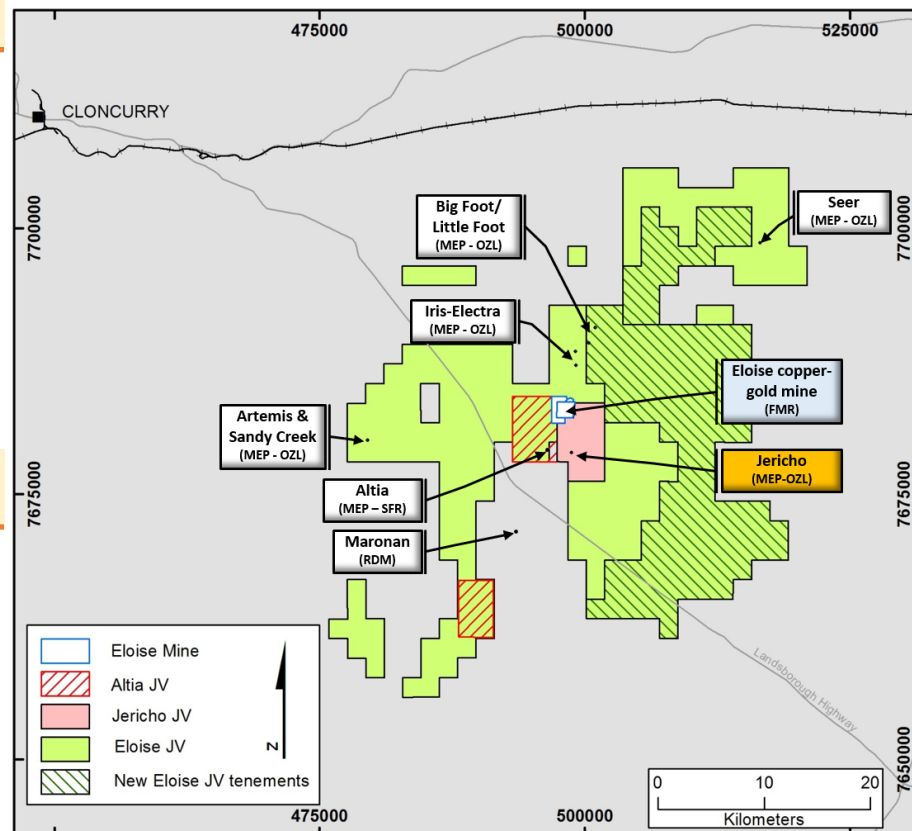 475000
500000
525000
CLONCURRY
7700000
7700000
Big Foot/
Little Foot
(MEP - OZL)
Seer
(MEP - OZL)
Iris-Electra
(MEP - OZL)
Eloise copper-
gold mine
(FMR)
Artemis &
Sandy Creek
(MEP - OZL)
Jericho
(MEP-OZL)
Altia
(MEP – SFR)
7675000
7675000
Maronan
(RDM)
Eloise Mine
Altia JV
Jericho JV
Eloise JV
New Eloise JV tenements
N
Landsborough Highway
7650000
0 10 20
Kilometers
475000
500000